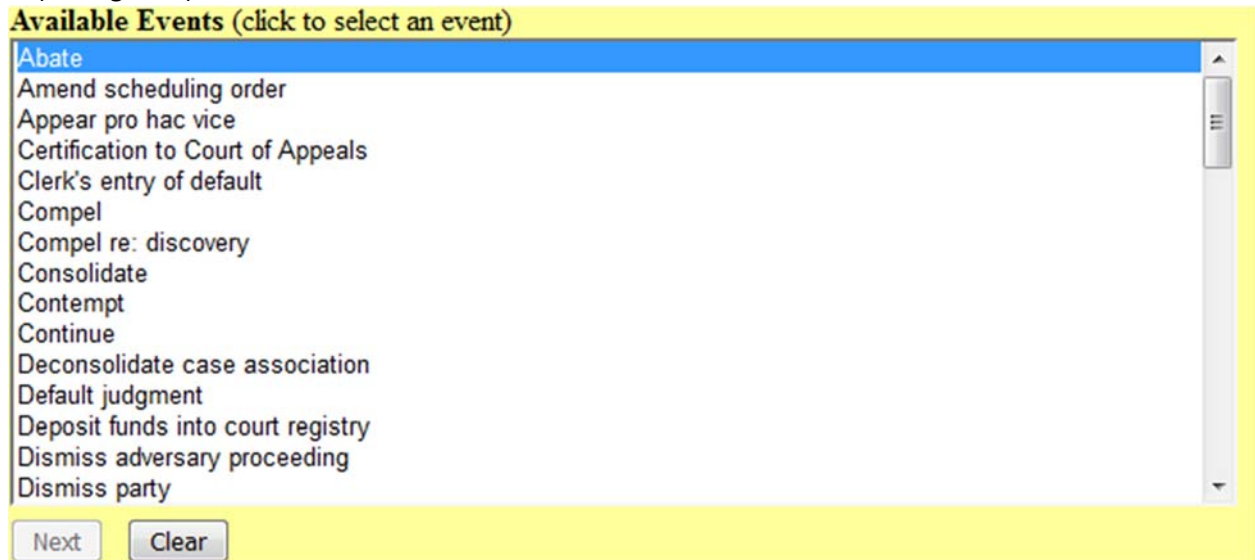 Available Events (click to select an event)
Abate
Amend scheduling order
Appear pro hac vice
Certification to Court of Appeals
Clerk's entry of default
Compel
Compel re: discovery
Consolidate
Contempt
Continue
Deconsolidate case association
Default judgment
Deposit funds into court registry
Dismiss adversary proceeding
Dismiss party
Next Clear